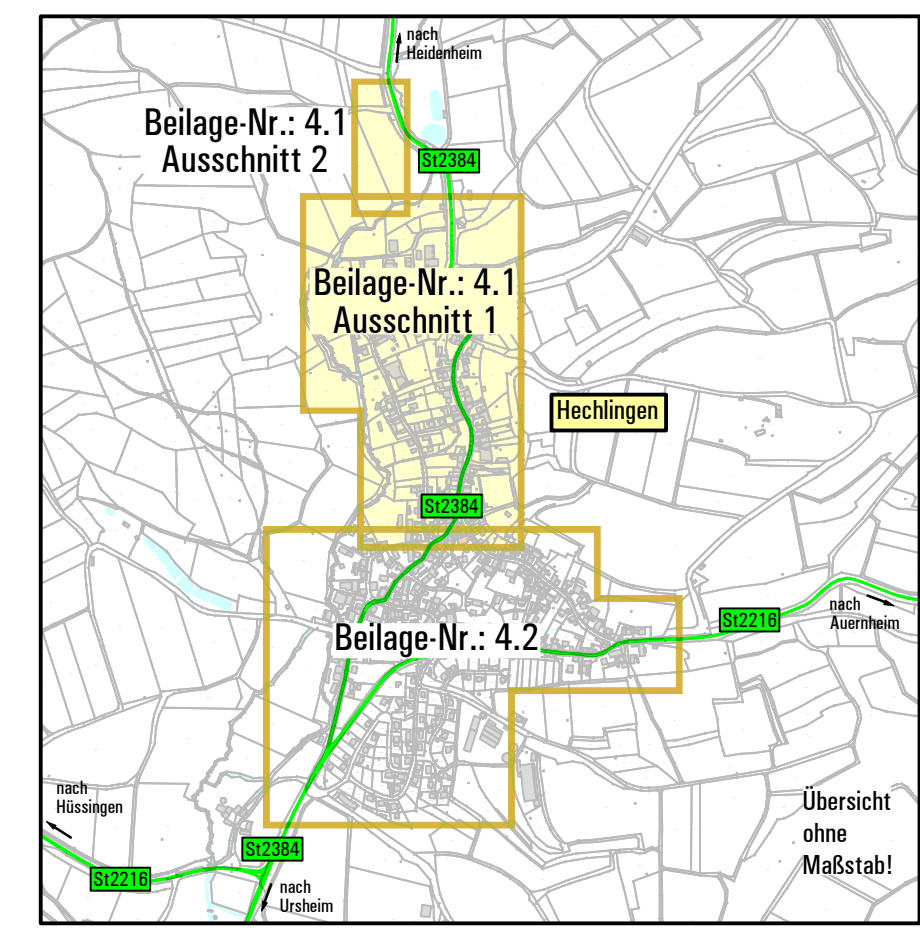 nach
Heidenheim
Beilage-Nr.: 4.1
Ausschnitt 2
St2384
Beilage-Nr.: 4.1
Ausschnitt 1
Hechlingen
St2384
nach
Auernheim
St2216
Beilage-Nr.: 4.2
nach
Hüssingen
Übersicht
ohne
Maßstab!
St2384
St2216
nach
Ursheim